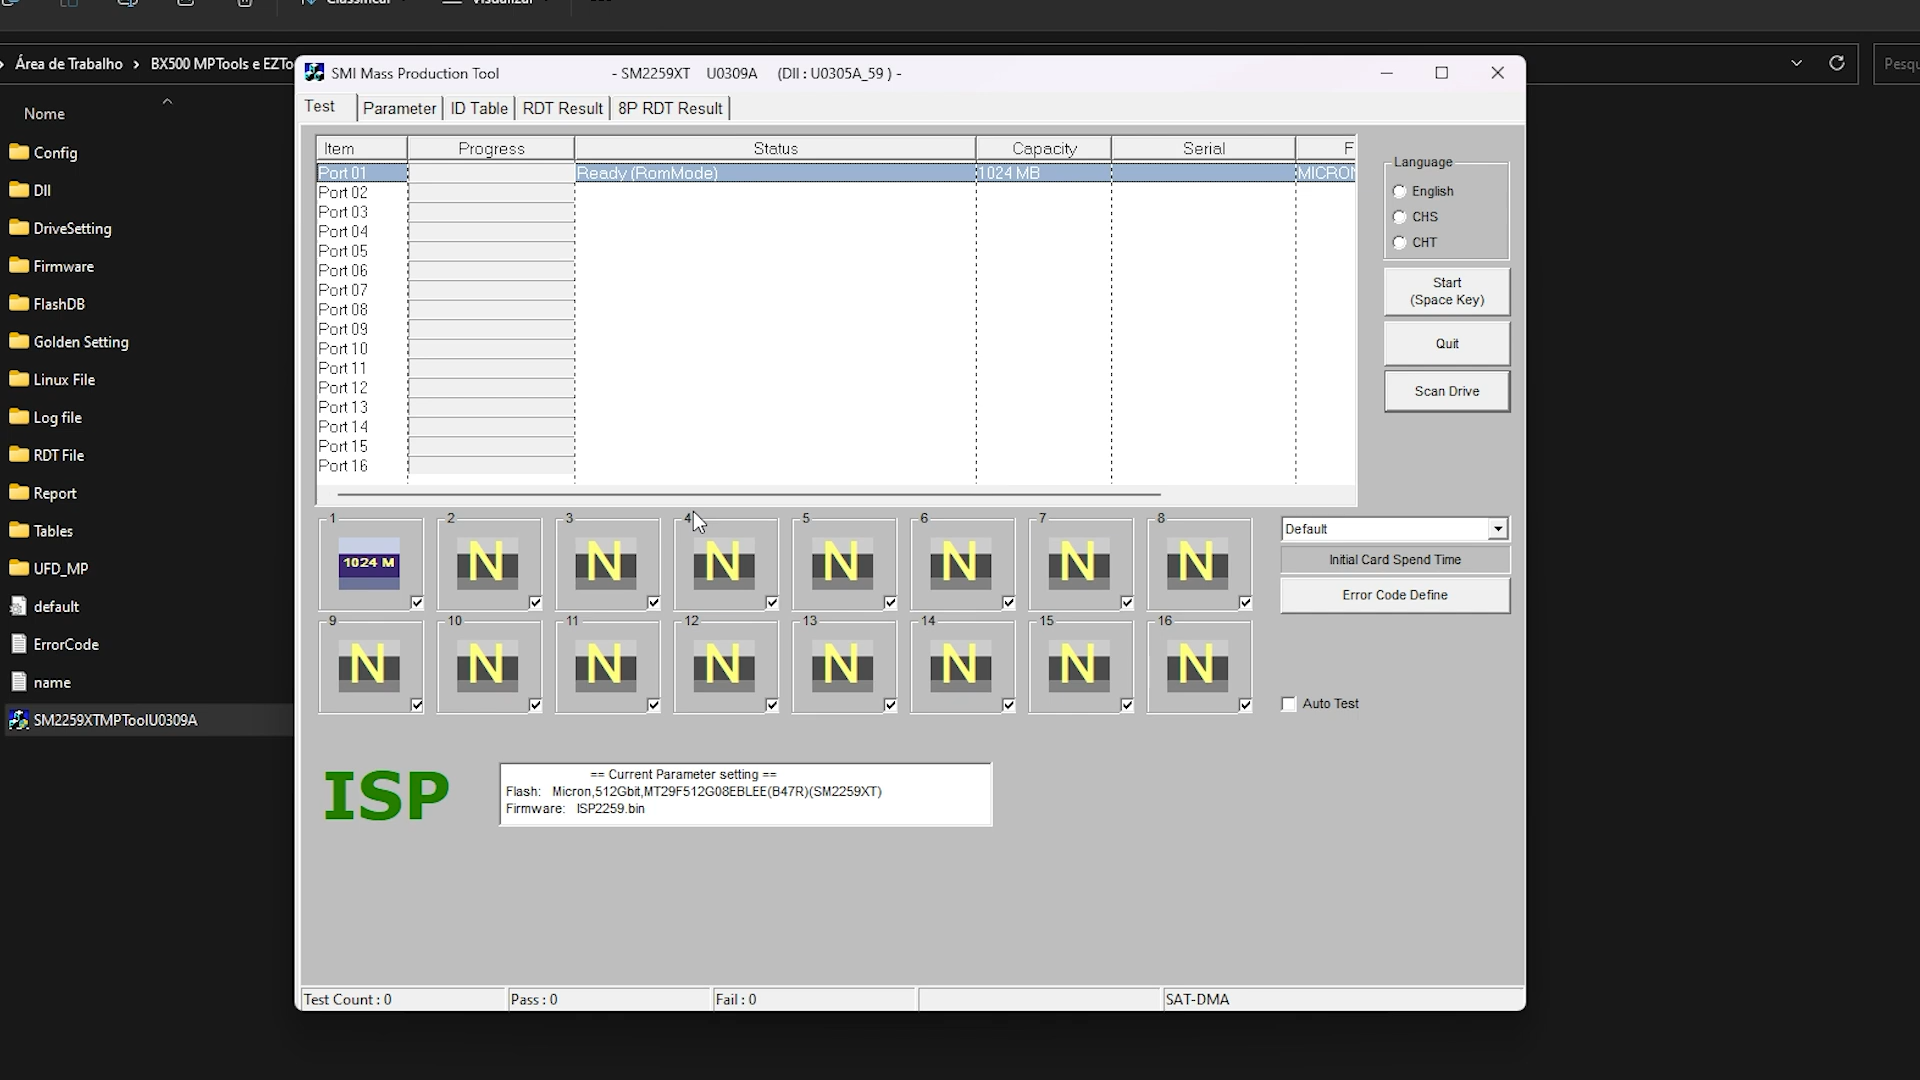 Classificar
Visualizar
Área de Trabalho
BX500 MPTools e EZTo
Pesqu
Nome
Config
Dll
DriveSetting
Firmware
FlashDB
Golden Setting
Linux File
Log file
RDT File
Report
Tables
UFD_MP
default
ErrorCode
name
SM2259XTMPToolU0309A
SMI Mass Production Tool - SM2259XT U0309A (Dll : U0305A_59 ) -
Test Parameter ID Table RDT Result 8P RDT Result
Item Progress Status Capacity Serial F
Port 01 Ready (RomMode) 1024 MB MICRON
Port 02
Port 03
Port 04
Port 05
Port 06
Port 07
Port 08
Port 09
Port 10
Port 11
Port 12
Port 13
Port 14
Port 15
Port 16
Language
English
CHS
CHT
Start
(Space Key)
Quit
Scan Drive
1 2 3 4 5 6 7 8
1024 M N N N N N N N
9 10 11 12 13 14 15 16
N N N N N N N N
Default
Initial Card Spend Time
Error Code Define
Auto Test
ISP
== Current Parameter setting ==
Flash: Micron,512Gbit,MT29F512G08EBLEE(B47R)(SM2259XT)
Firmware: ISP2259.bin
Test Count : 0 Pass : 0 Fail : 0 SAT-DMA